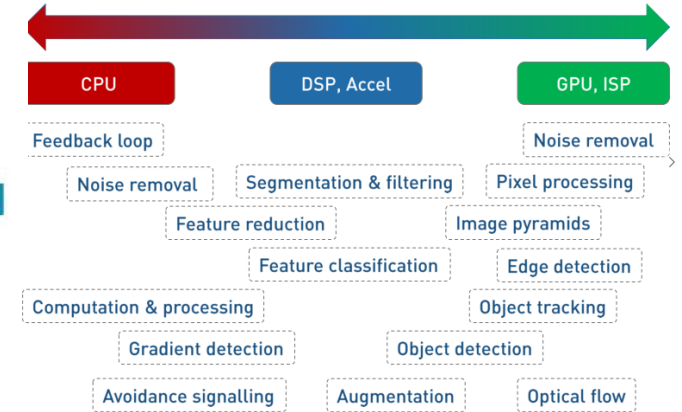 CPU
DSP, Accel
GPU, ISP
Feedback loop
Noise removal
Noise removal
Segmentation & filtering
Pixel processing
Feature reduction
Image pyramids
Feature classification
Edge detection
Computation & processing
Object tracking
Gradient detection
Object detection
Avoidance signalling
Augmentation
Optical flow